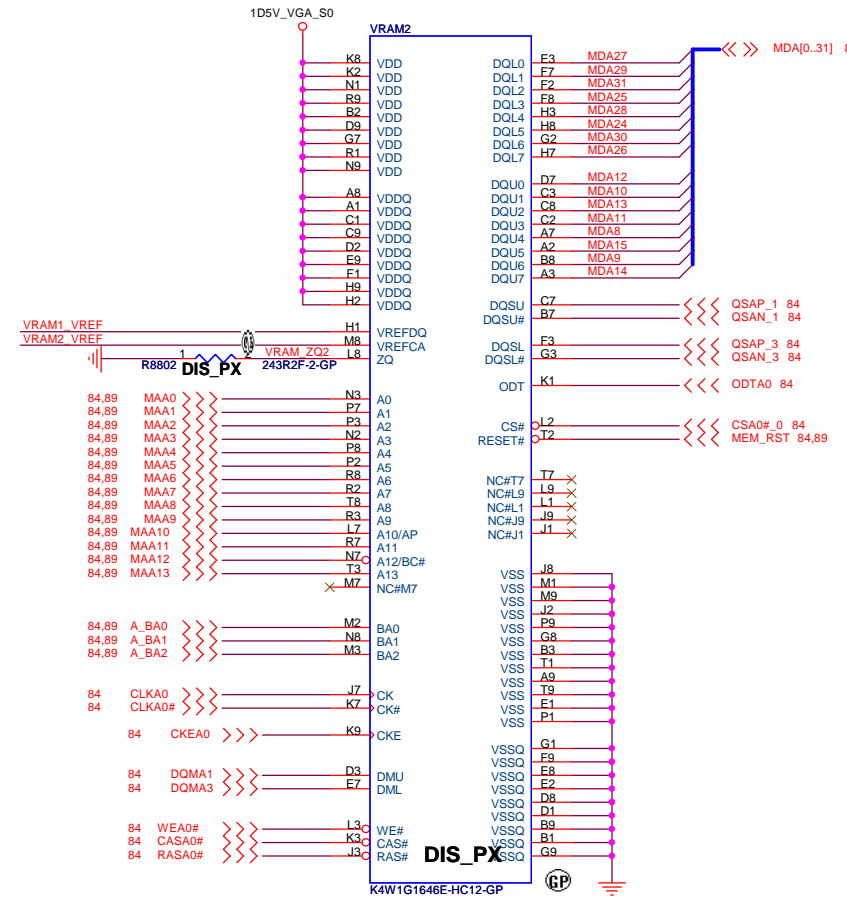 1D5V_VGA_S0
VRAM2
MDA[0..31] 8
K8 VDD DQL0 E3 MDA27
K2 VDD DQL1 F7 MDA29
N1 VDD DQL2 F2 MDA31
R9 VDD DQL3 F8 MDA25
B2 VDD DQL4 H3 MDA28
D9 VDD DQL5 H8 MDA24
G7 VDD DQL6 G2 MDA30
R1 VDD DQL7 H7 MDA26
N9 VDD
DQU0 D7 MDA12
A8 VDDQ DQU1 C3 MDA10
A1 VDDQ DQU2 C8 MDA13
C1 VDDQ DQU3 C2 MDA11
C9 VDDQ DQU4 A7 MDA8
D2 VDDQ DQU5 A2 MDA15
E9 VDDQ DQU6 B8 MDA9
F1 VDDQ DQU7 A3 MDA14
H9 VDDQ
H2 VDDQ DQSU C7 QSAP_1 84
DQSU# B7 QSAN_1 84
VRAM1_VREF H1 VREFDQ
VRAM2_VREF M8 VREFCA DQSL F3 QSAP_3 84
1 2 VRAM_ZQ2 L8 ZQ DQSL# G3 QSAN_3 84
R8802 DIS_PX 243R2F-2-GP
ODT K1 ODTA0 84
84,89 MAA0 N3 A0
84,89 MAA1 P7 A1
84,89 MAA2 P3 A2 CS# L2 CSA0#_0 84
84,89 MAA3 N2 A3 RESET# T2 MEM_RST 84,89
84,89 MAA4 P8 A4
84,89 MAA5 P2 A5
84,89 MAA6 R8 A6 NC#T7 T7
84,89 MAA7 R2 A7 NC#L9 L9
84,89 MAA8 T8 A8 NC#L1 L1
84,89 MAA9 R3 A9 NC#J9 J9
84,89 MAA10 L7 A10/AP NC#J1 J1
84,89 MAA11 R7 A11
84,89 MAA12 N7 A12/BC#
84,89 MAA13 T3 A13 VSS J8
M7 NC#M7 VSS M1
VSS M9
VSS J2
84,89 A_BA0 M2 BA0 VSS P9
84,89 A_BA1 N8 BA1 VSS G8
84,89 A_BA2 M3 BA2 VSS B3
VSS T1
VSS A9
84 CLKA0 J7 CK VSS T9
84 CLKA0# K7 CK# VSS E1
VSS P1
84 CKEA0 K9 CKE
VSSQ G1
VSSQ F9
84 DQMA1 D3 DMU VSSQ E8
84 DQMA3 E7 DML VSSQ E2
VSSQ D8
VSSQ D1
84 WEA0# L3 WE# VSSQ B9
84 CASA0# K3 CAS# VSSQ B1
84 RASA0# J3 RAS# VSSQ G9
DIS_PX
K4W1G1646E-HC12-GP
GP